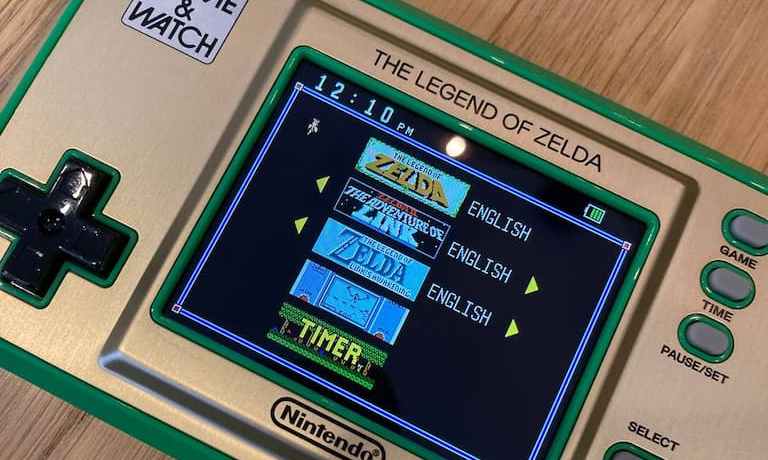 & WATCH
THE LEGEND OF ZELDA
12:10 PM
THE LEGEND OF
ZELDA
ENGLISH
THE ADVENTURE OF
LINK
ENGLISH
THE LEGEND OF
ZELDA
LINK'S AWAKENING
ENGLISH
TIMER
Nintendo
GAME
TIME
PAUSE/SET
SELECT